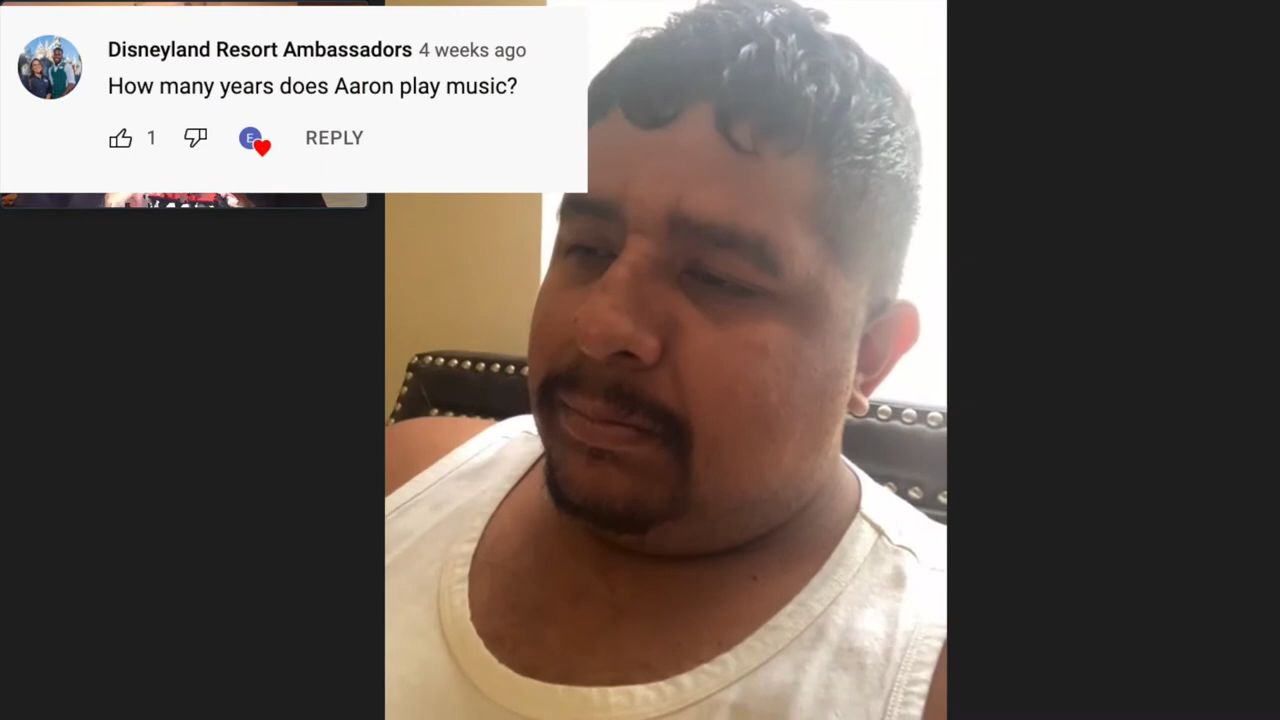 Disneyland Resort Ambassadors 4 weeks ago
How many years does Aaron play music?
1 E REPLY